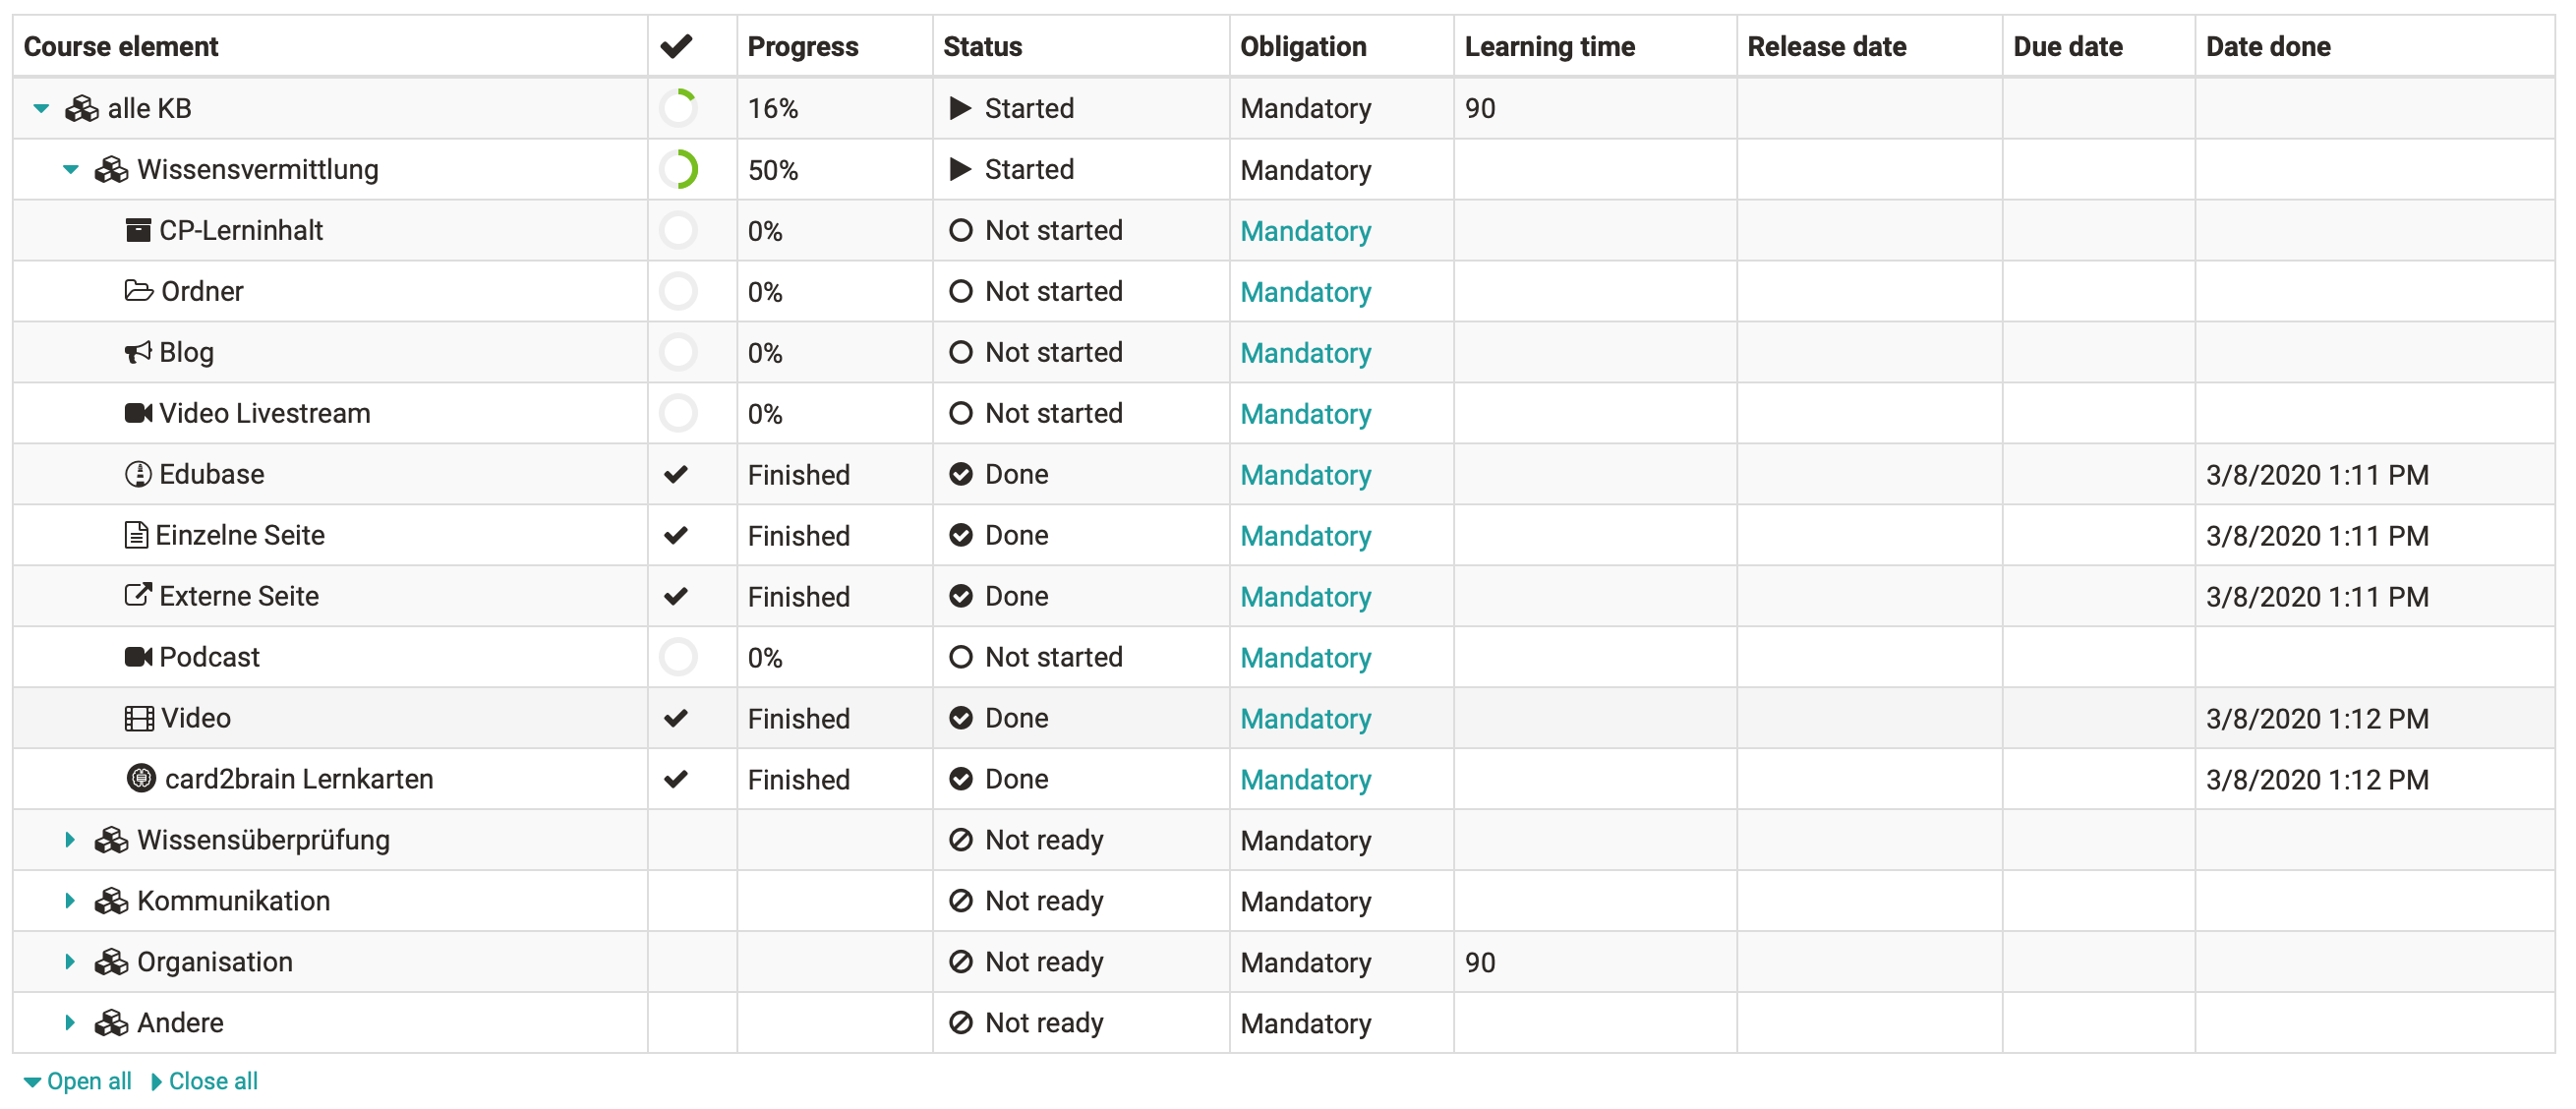 Course element Progress Status Obligation Learning time Release date Due date Date done
alle KB 16% Started Mandatory 90
Wissensvermittlung 50% Started Mandatory
CP-Lerninhalt 0% Not started Mandatory
Ordner 0% Not started Mandatory
Blog 0% Not started Mandatory
Video Livestream 0% Not started Mandatory
Edubase Finished Done Mandatory 3/8/2020 1:11 PM
Einzelne Seite Finished Done Mandatory 3/8/2020 1:11 PM
Externe Seite Finished Done Mandatory 3/8/2020 1:11 PM
Podcast 0% Not started Mandatory
Video Finished Done Mandatory 3/8/2020 1:12 PM
card2brain Lernkarten Finished Done Mandatory 3/8/2020 1:12 PM
Wissensüberprüfung Not ready Mandatory
Kommunikation Not ready Mandatory
Organisation Not ready Mandatory 90
Andere Not ready Mandatory
Open all Close all